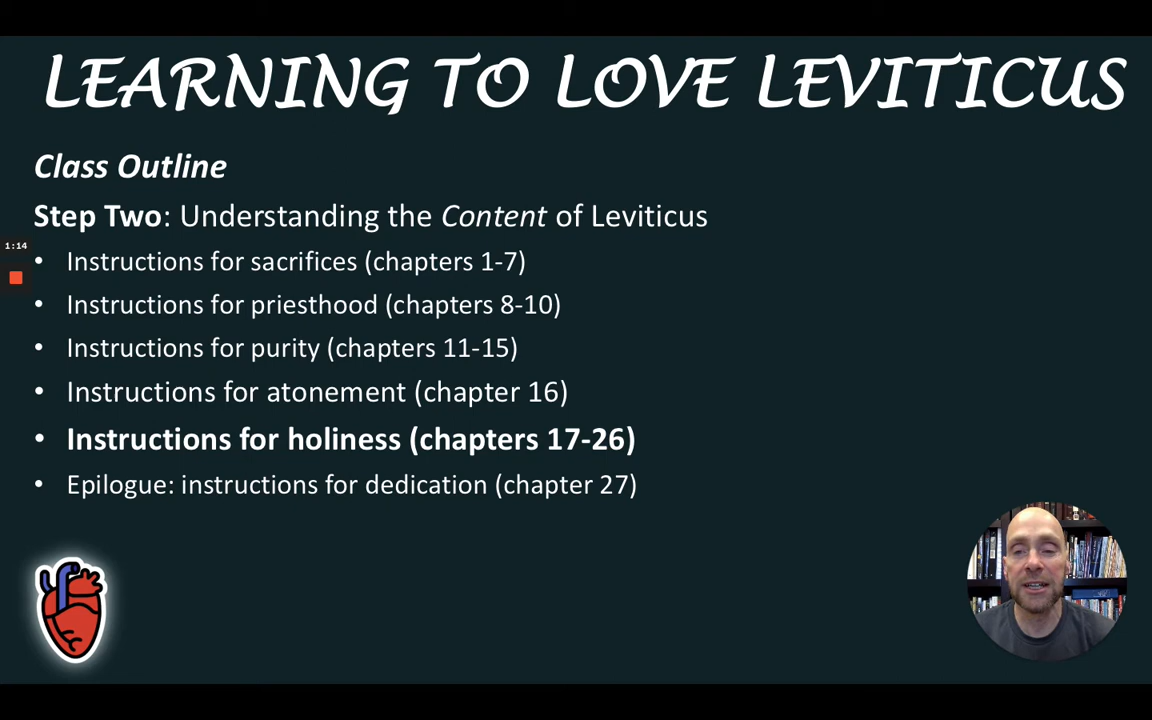 LEARNING TO LOVE LEVITICUS
Class Outline
Step Two: Understanding the Content of Leviticus
1:14
• Instructions for sacrifices (chapters 1-7)
• Instructions for priesthood (chapters 8-10)
• Instructions for purity (chapters 11-15)
• Instructions for atonement (chapter 16)
• Instructions for holiness (chapters 17-26)
• Epilogue: instructions for dedication (chapter 27)